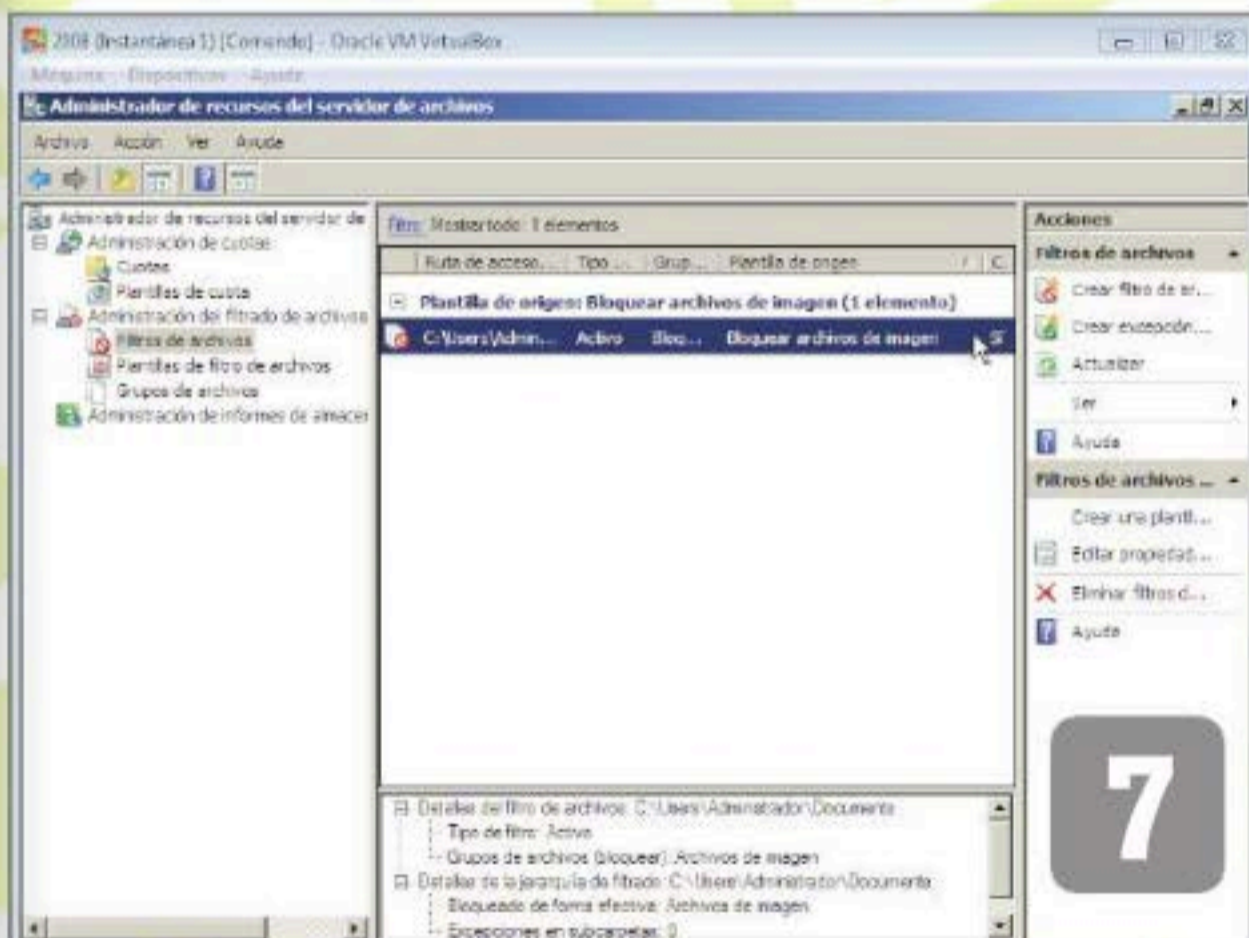 2008 (Instantánea 1) [Corriendo] - Oracle VM VirtualBox
Máquina Dispositivos Ayuda
Administrador de recursos del servidor de archivos
Archivo Acción Ver Ayuda
Administrador de recursos del servidor de
Administración de cuotas
Cuotas
Plantillas de cuota
Administración del filtrado de archivos
Filtros de archivos
Plantillas de filtro de archivos
Grupos de archivos
Administración de informes de almacen
Filtro: Mostrar todo: 1 elementos
Ruta de acceso... Tipo ... Grup... Plantilla de origen / C
Plantilla de origen: Bloquear archivos de imagen (1 elemento)
C:\Users\Admin... Activo Bloq... Bloquear archivos de imagen
Detalles del filtro de archivos: C:\Users\Administrador\Documents
Tipo de filtro: Activo
Grupos de archivos (bloquear): Archivos de imagen
Detalles de la jerarquía de filtrado: C:\Users\Administrador\Documents
Bloqueado de forma efectiva: Archivos de imagen
Excepciones en subcarpetas: 0
Acciones
Filtros de archivos
Crear filtro de ar...
Crear excepción...
Actualizar
Ver
Ayuda
Filtros de archivos ...
Crear una planti...
Editar propiedad...
Eliminar filtros d...
Ayuda
7